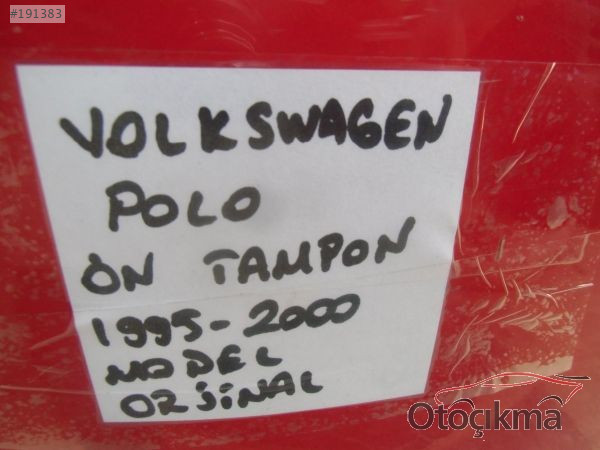 #191383
VOLKSWAGEN
POLO
ÖN TAMPON
1995-2000
MODEL
ORJİNAL
Otoçıkma